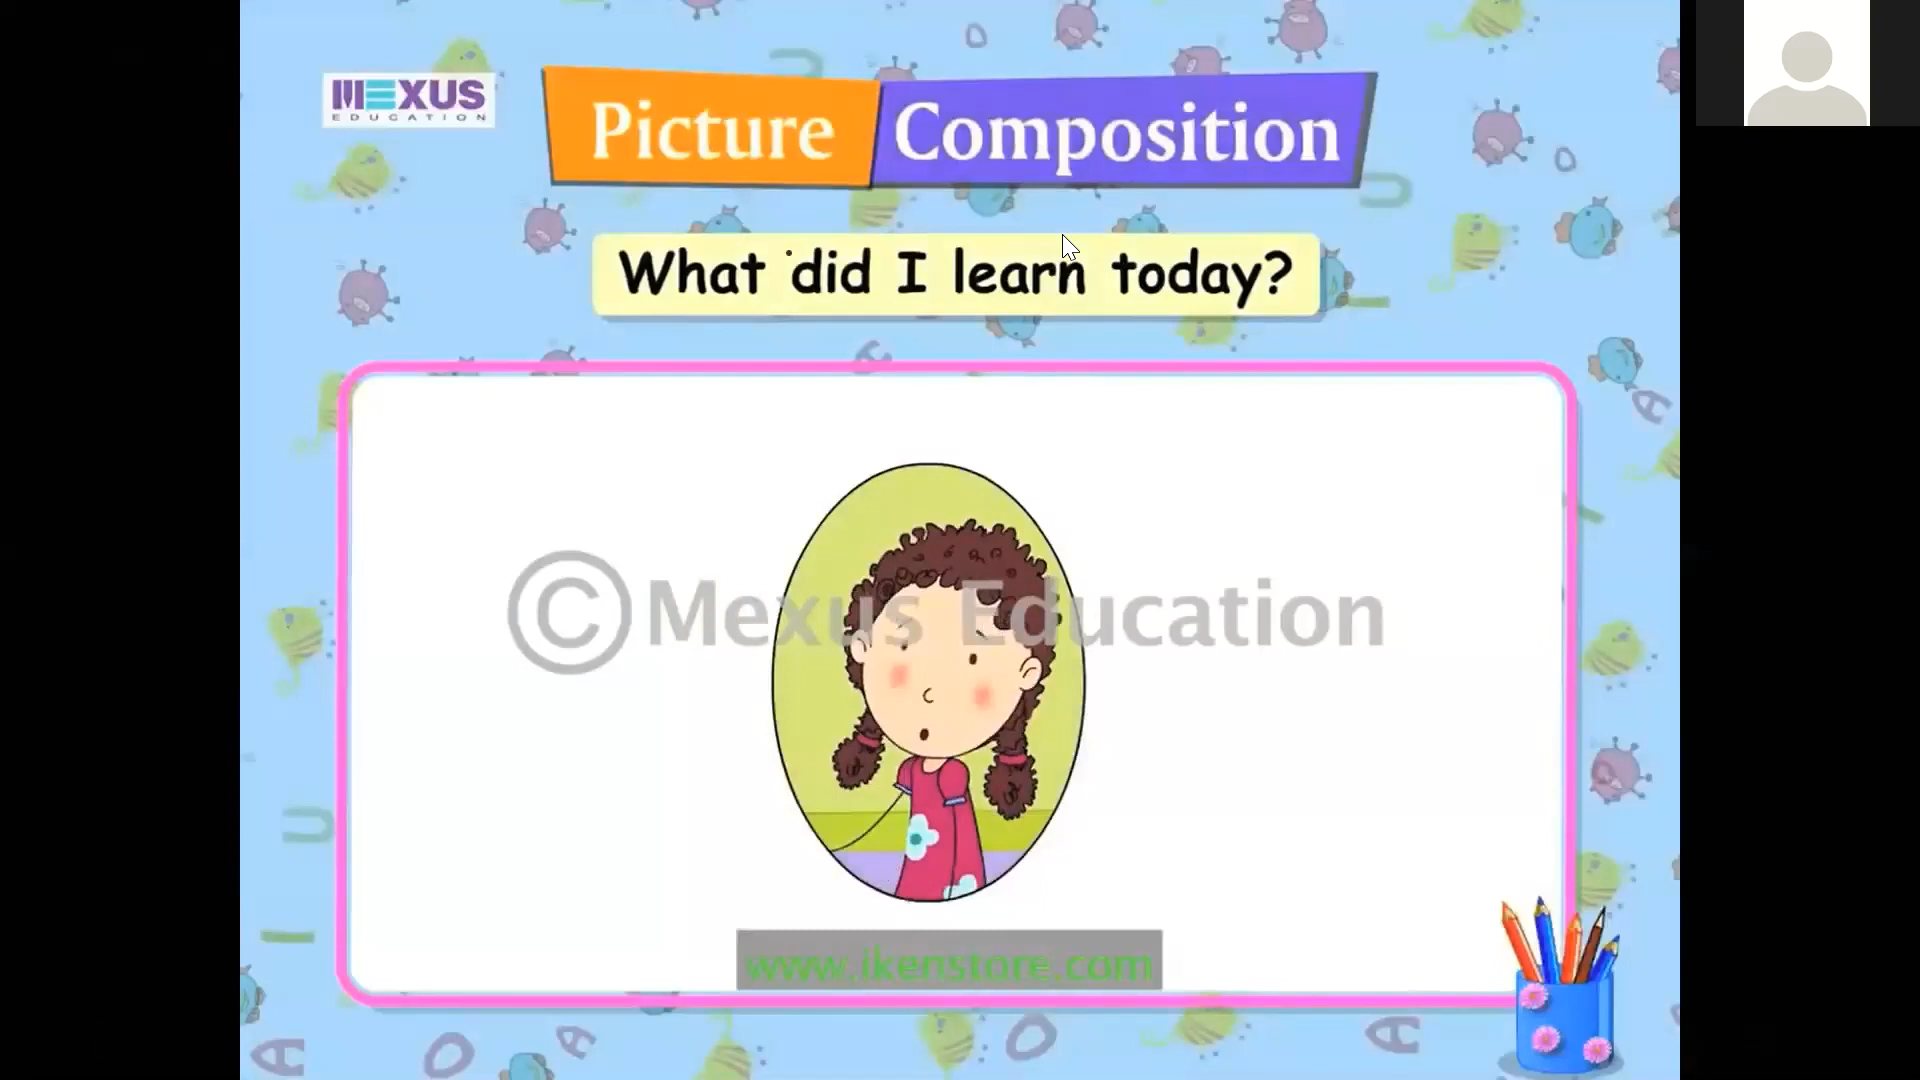 MEXUS
EDUCATION
Picture Composition
What did I learn today?
© Mexus Education
www.ikenstore.com